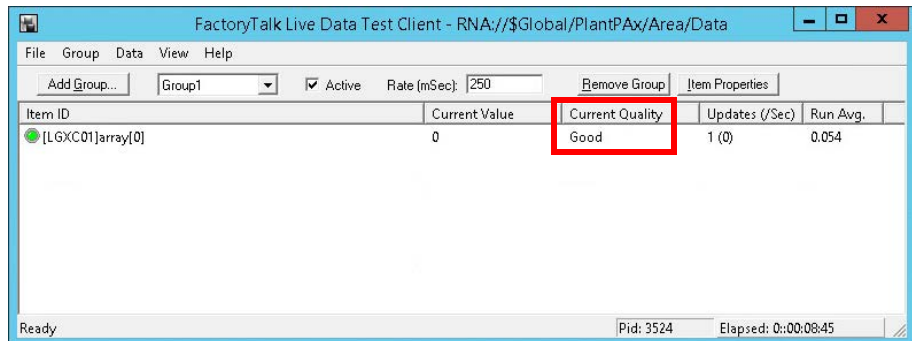 FactoryTalk Live Data Test Client - RNA://$Global/PlantPAx/Area/Data
File Group Data View Help
Add Group... Group1 Active Rate (mSec): 250 Remove Group Item Properties
Item ID Current Value Current Quality Updates (/Sec) Run Avg.
[LGXC01]array[0] 0 Good 1 (0) 0.054
Ready Pid: 3524 Elapsed: 0::00:08:45